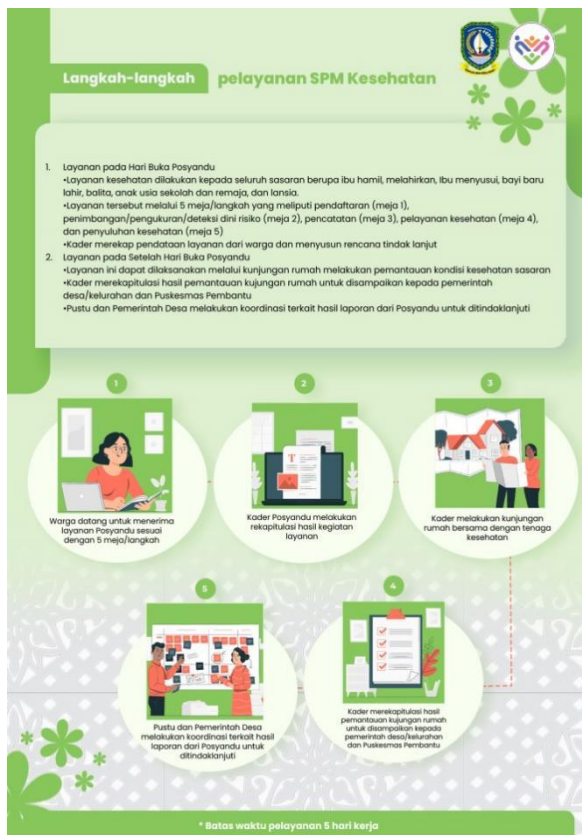 Langkah-langkah pelayanan SPM Kesehatan
1. Layanan pada Hari Buka Posyandu
•Layanan kesehatan dilakukan kepada seluruh sasaran berupa ibu hamil, melahirkan, Ibu menyusui, bayi baru
lahir, balita, anak usia sekolah dan remaja, dan lansia.
•Layanan tersebut melalui 5 meja/langkah yang meliputi pendaftaran (meja 1),
penimbangan/pengukuran/deteksi dini risiko (meja 2), pencatatan (meja 3), pelayanan kesehatan (meja 4),
dan penyuluhan kesehatan (meja 5)
•Kader merekap pendataan layanan dari warga dan menyusun rencana tindak lanjut
2. Layanan pada Setelah Hari Buka Posyandu
•Layanan ini dapat dilaksanakan melalui kunjungan rumah melakukan pemantauan kondisi kesehatan sasaran
•Kader merekapitulasi hasil pemantauan kujungan rumah untuk disampaikan kepada pemerintah
desa/kelurahan dan Puskesmas Pembantu
•Pustu dan Pemerintah Desa melakukan koordinasi terkait hasil laporan dari Posyandu untuk ditindaklanjuti
1
Warga datang untuk menerima
layanan Posyandu sesuai
dengan 5 meja/langkah
2
Kader Posyandu melakukan
rekapitulasi hasil kegiatan
layanan
3
Kader melakukan kunjungan
rumah bersama dengan tenaga
kesehatan
4
Kader merekapitulasi hasil
pemantauan kujungan rumah
untuk disampaikan kepada
pemerintah desa/kelurahan
dan Puskesmas Pembantu
5
Pustu dan Pemerintah Desa
melakukan koordinasi terkait hasil
laporan dari Posyandu untuk
ditindaklanjuti
* Batas waktu pelayanan 5 hari kerja